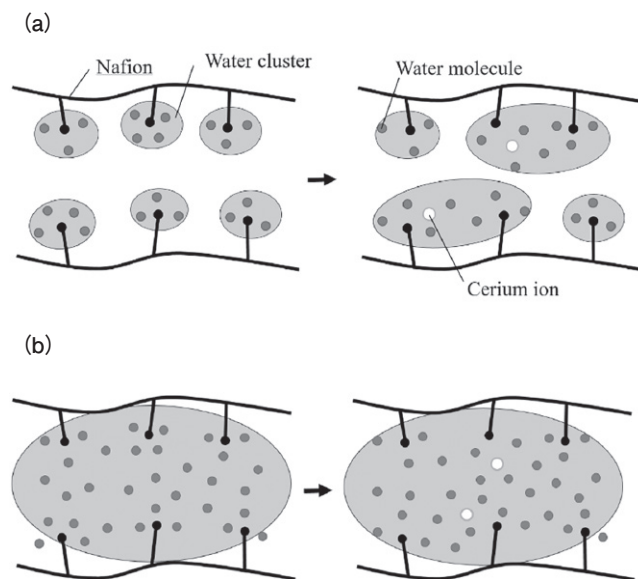 (a)
Nafion
Water cluster
Water molecule
Cerium ion
(b)